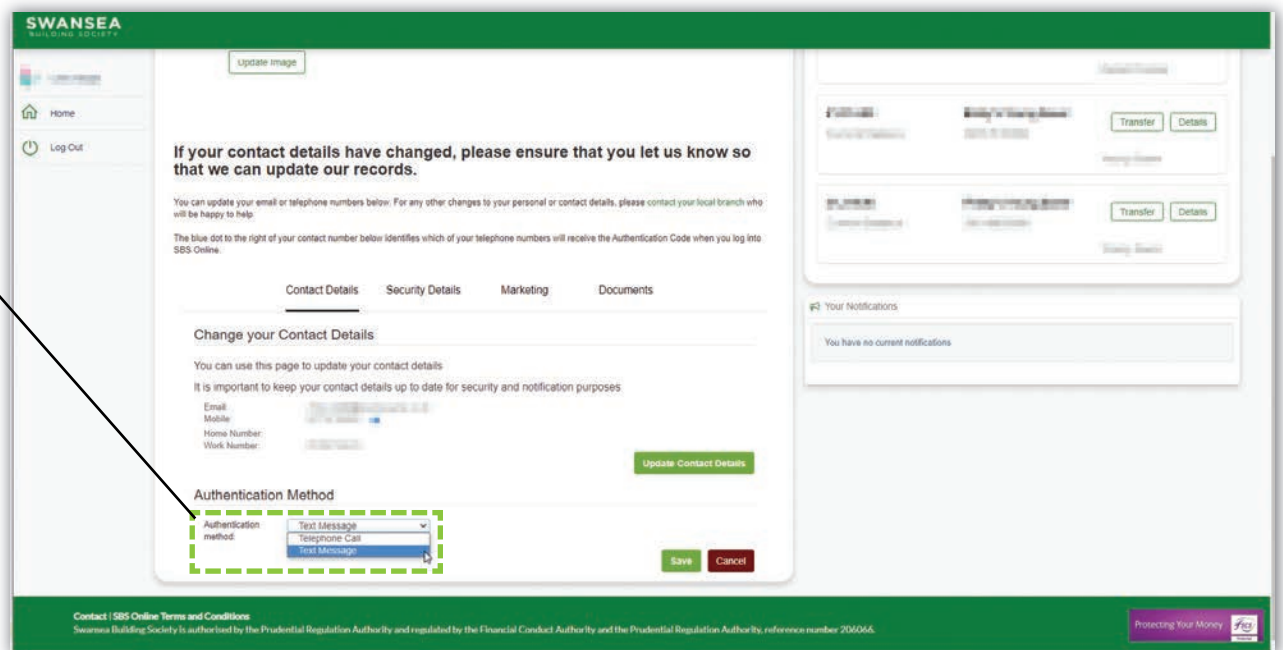 SWANSEA
BUILDING SOCIETY
Update Image
Home
Log Out
If your contact details have changed, please ensure that you let us know so
that we can update our records.
You can update your email or telephone numbers below. For any other changes to your personal or contact details, please contact your local branch who
will be happy to help
The blue dot to the right of your contact number below identifies which of your telephone numbers will receive the Authentication Code when you log into
SBS Online.
Contact Details Security Details Marketing Documents
Change your Contact Details
You can use this page to update your contact details
It is important to keep your contact details up to date for security and notification purposes
Email
Mobile
Home Number:
Work Number:
Update Contact Details
Authentication Method
Authentication
method:
Text Message
Telephone Call
Text Message
Save Cancel
Transfer Details
Transfer Details
Your Notifications
You have no current notifications
Contact | SBS Online Terms and Conditions
Swansea Building Society is authorised by the Prudential Regulation Authority and regulated by the Financial Conduct Authority and the Prudential Regulation Authority, reference number 206066.
Protecting Your Money